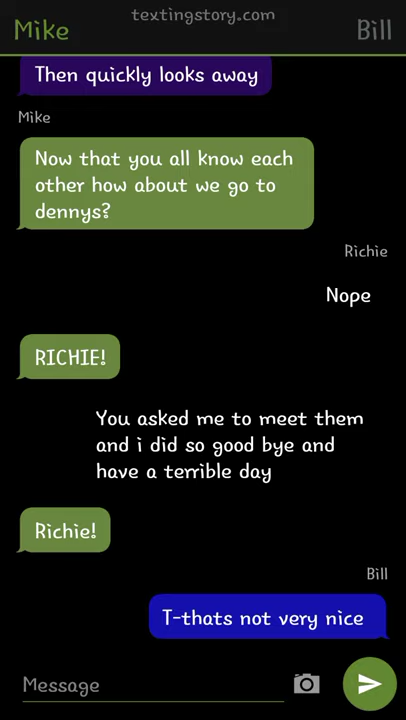 textingstory.com
Mike
Bill
Then quickly looks away
Mike
Now that you all know each
other how about we go to
dennys?
Richie
Nope
RICHIE!
You asked me to meet them
and i did so good bye and
have a terrible day
Richie!
Bill
T-thats not very nice
Message